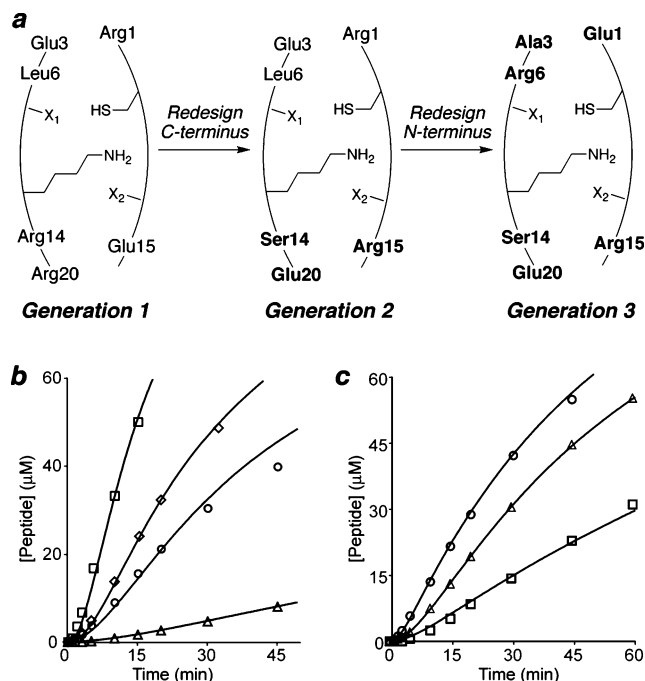 a
Glu3 Arg1
Leu6
X1
HS
NH2
X2
Arg14 Glu15
Arg20
Generation 1
Redesign
C-terminus
Glu3 Arg1
Leu6
X1
HS
NH2
X2
Ser14 Arg15
Glu20
Generation 2
Redesign
N-terminus
Ala3 Glu1
Arg6
X1
HS
NH2
X2
Ser14 Arg15
Glu20
Generation 3
b
[Peptide] (μM)
60
40
20
0
0 15 30 45
Time (min)
c
[Peptide] (μM)
60
45
30
15
0
0 15 30 45 60
Time (min)